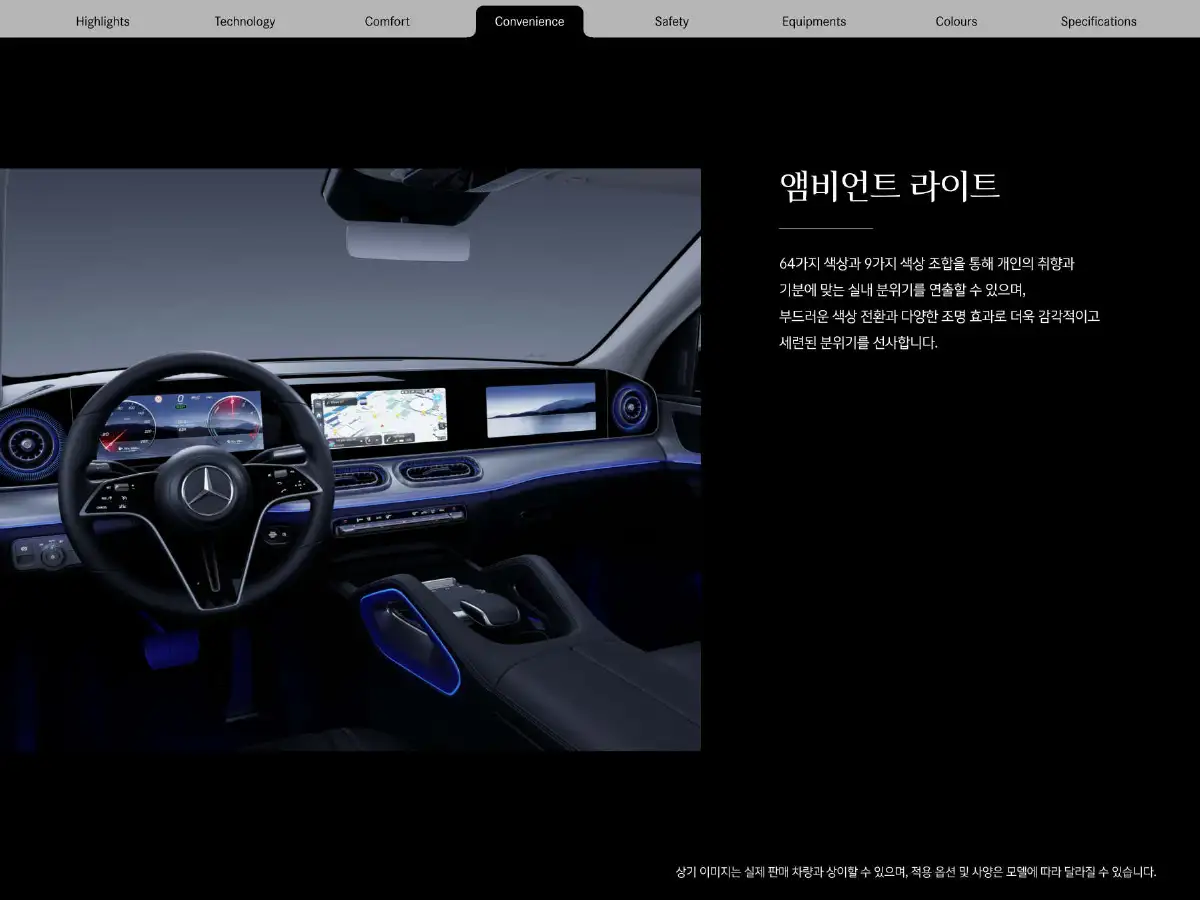 Highlights
Technology
Comfort
Convenience
Safety
Equipments
Colours
Specifications
앰비언트 라이트
64가지 색상과 9가지 색상 조합을 통해 개인의 취향과
기분에 맞는 실내 분위기를 연출할 수 있으며,
부드러운 색상 전환과 다양한 조명 효과로 더욱 감각적이고
세련된 분위기를 선사합니다.
상기 이미지는 실제 판매 차량과 상이할 수 있으며, 적용 옵션 및 사양은 모델에 따라 달라질 수 있습니다.